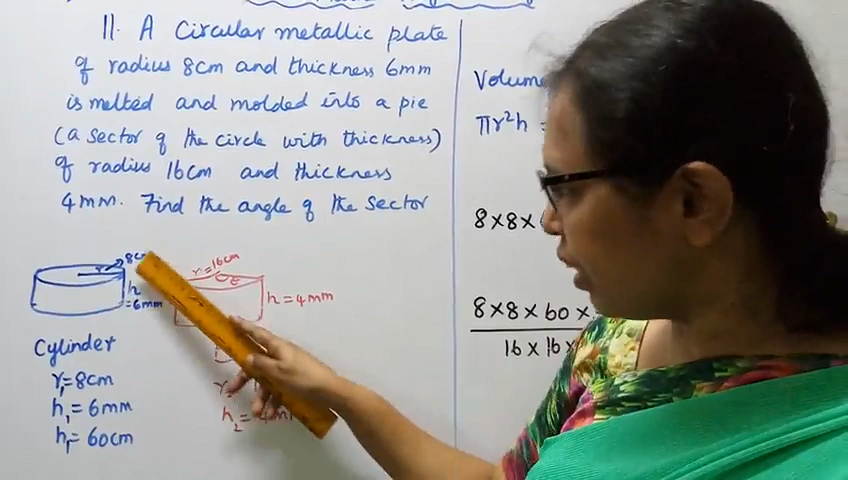 11. A Circular metallic plate
of radius 8cm and thickness 6mm
is melted and molded into a pie
(a sector of the circle with thickness)
of radius 16cm and thickness
4mm. Find the angle of the sector
8cm
r
h
=6mm
r=16cm
θ
h=4mm
Cylinder
r₁=8cm
h₁=6mm
h₁=60cm
h₂
Volume
πr²h =
8×8×
8×8×60×
16×16×